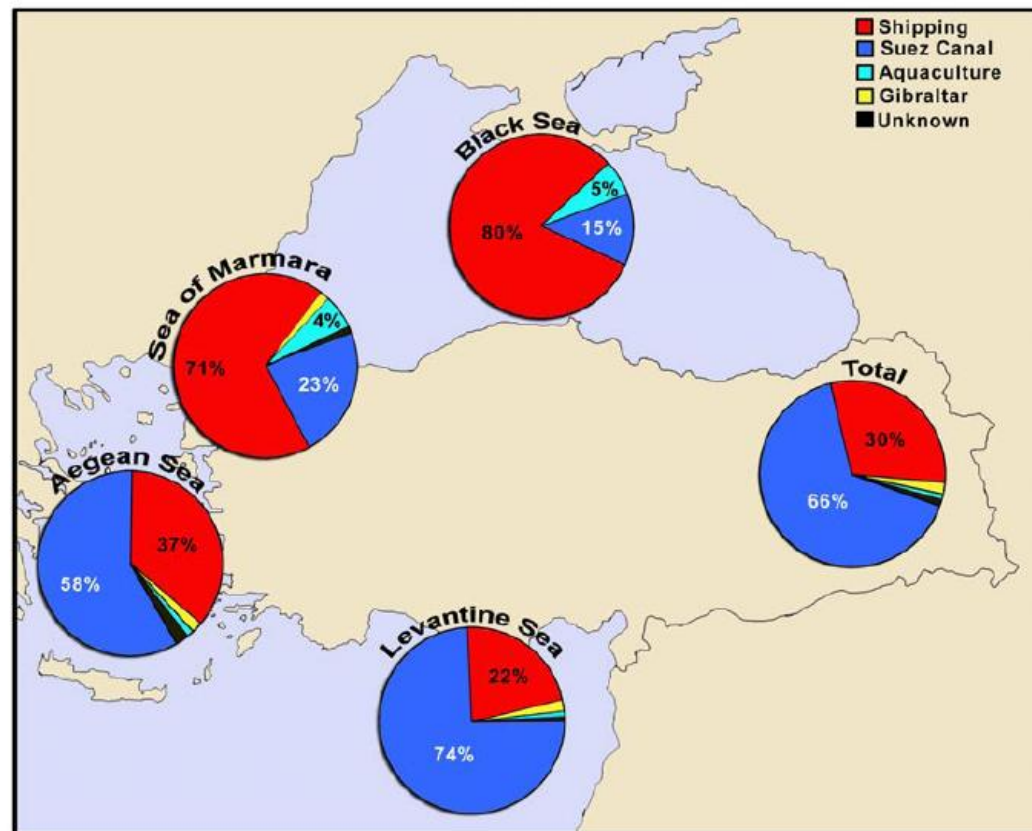 Shipping
Suez Canal
Aquaculture
Gibraltar
Unknown
Black Sea
5%
80%
15%
Sea of Marmara
4%
71%
23%
Total
30%
66%
Aegean Sea
37%
58%
Levantine Sea
22%
74%